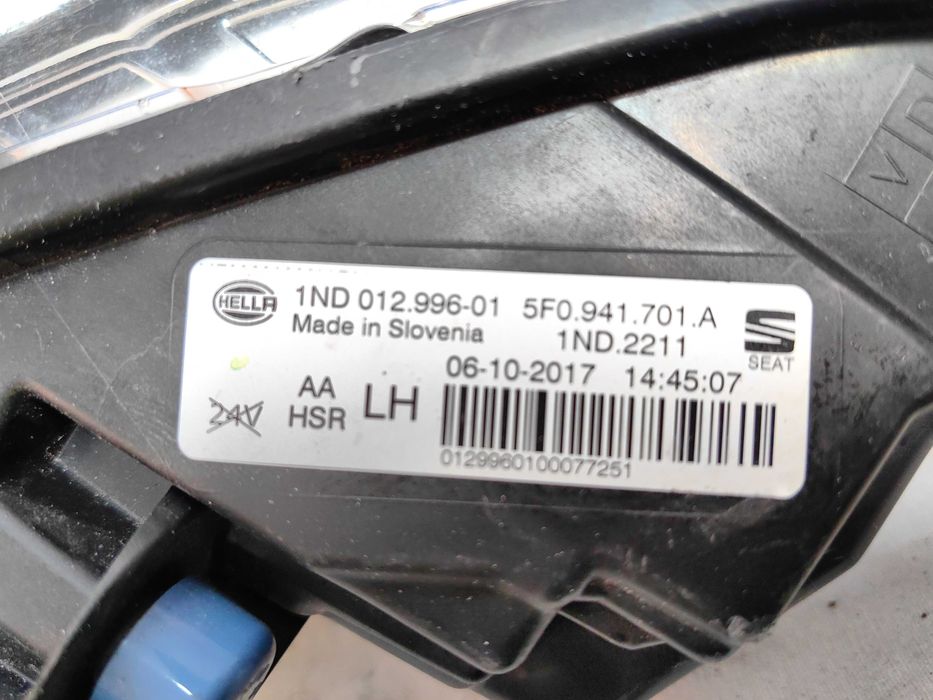 HELLA 1ND 012.996-01 5F0.941.701.A
Made in Slovenia 1ND.2211
SEAT
06-10-2017 14:45:07
24V AA HSR LH
0129960100077251